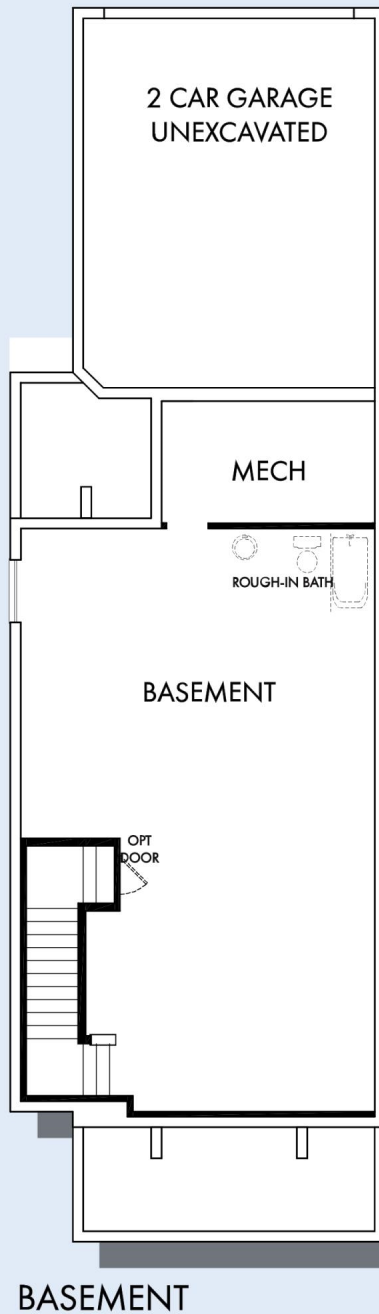 2 CAR GARAGE
UNEXCAVATED
MECH
ROUGH-IN BATH
BASEMENT
OPT
DOOR
BASEMENT